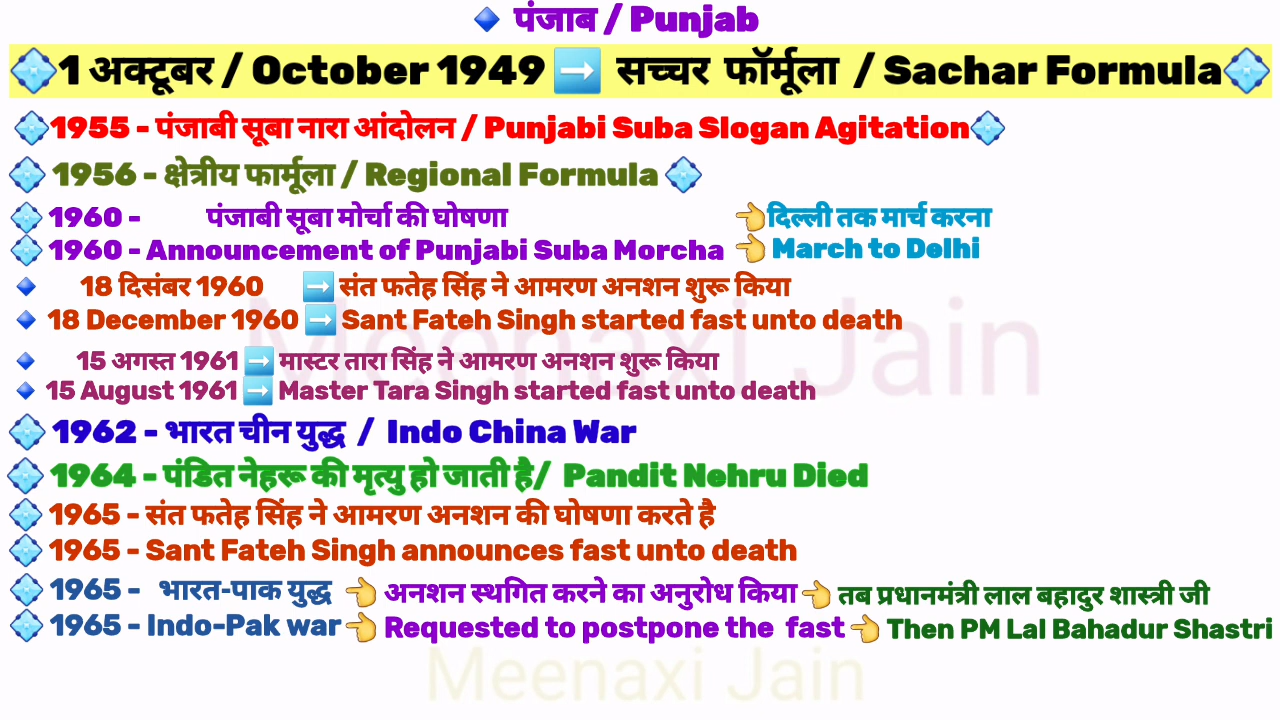 🔹 पंजाब / Punjab
💠1 अक्टूबर / October 1949 ➡️ सच्चर फॉर्मूला / Sachar Formula💠
💠1955 - पंजाबी सूबा नारा आंदोलन / Punjabi Suba Slogan Agitation💠
💠 1956 - क्षेत्रीय फार्मूला / Regional Formula 💠
💠 1960 - पंजाबी सूबा मोर्चा की घोषणा 👈दिल्ली तक मार्च करना
💠 1960 - Announcement of Punjabi Suba Morcha 👈 March to Delhi
🔹 18 दिसंबर 1960 ➡️ संत फतेह सिंह ने आमरण अनशन शुरू किया
🔹 18 December 1960 ➡️ Sant Fateh Singh started fast unto death
🔹 15 अगस्त 1961 ➡️ मास्टर तारा सिंह ने आमरण अनशन शुरू किया
🔹 15 August 1961 ➡️ Master Tara Singh started fast unto death
💠 1962 - भारत चीन युद्ध / Indo China War
💠 1964 - पंडित नेहरू की मृत्यु हो जाती है/ Pandit Nehru Died
💠 1965 - संत फतेह सिंह ने आमरण अनशन की घोषणा करते है
💠 1965 - Sant Fateh Singh announces fast unto death
💠 1965 - भारत-पाक युद्ध 👈 अनशन स्थगित करने का अनुरोध किया 👈 तब प्रधानमंत्री लाल बहादुर शास्त्री जी
💠 1965 - Indo-Pak war 👈 Requested to postpone the fast 👈 Then PM Lal Bahadur Shastri
Meenaxi Jain
Meenaxi Jain